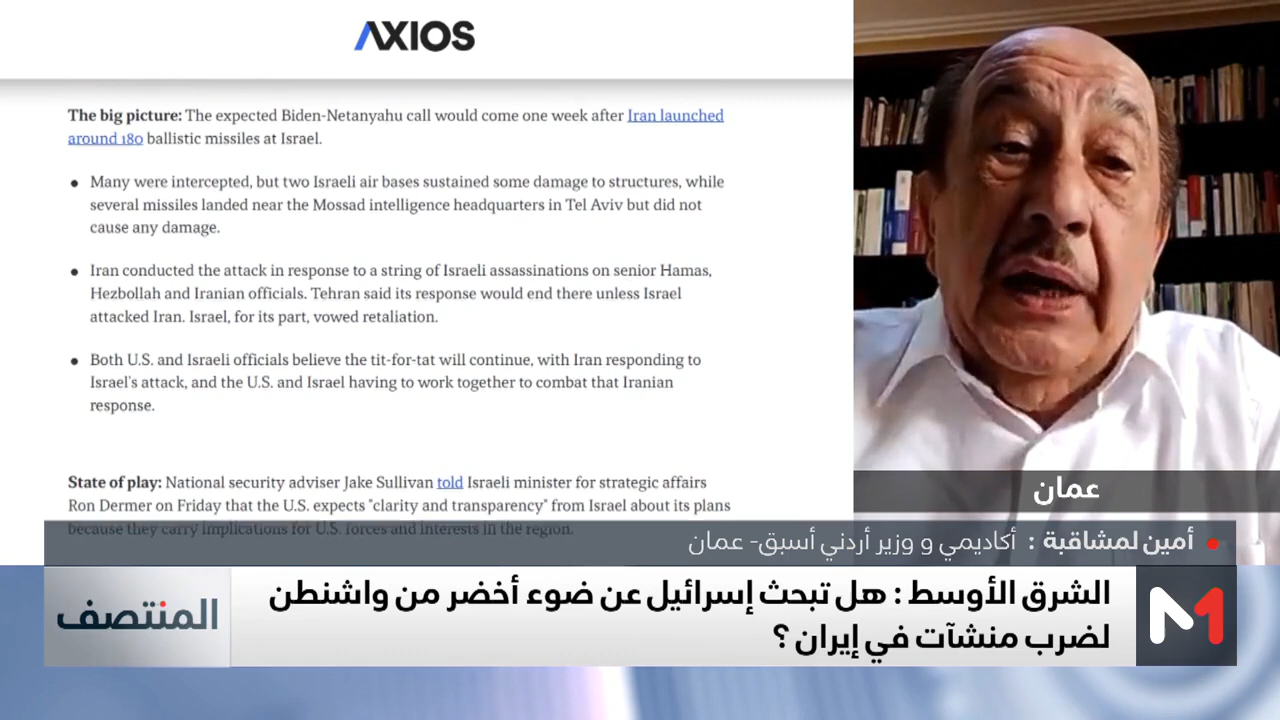 AXIOS
The big picture: The expected Biden-Netanyahu call would come one week after Iran launched
around 180 ballistic missiles at Israel.
• Many were intercepted, but two Israeli air bases sustained some damage to structures, while
several missiles landed near the Mossad intelligence headquarters in Tel Aviv but did not
cause any damage.
• Iran conducted the attack in response to a string of Israeli assassinations on senior Hamas,
Hezbollah and Iranian officials. Tehran said its response would end there unless Israel
attacked Iran. Israel, for its part, vowed retaliation.
• Both U.S. and Israeli officials believe the tit-for-tat will continue, with Iran responding to
Israel's attack, and the U.S. and Israel having to work together to combat that Iranian
response.
State of play: National security adviser Jake Sullivan told Israeli minister for strategic affairs
Ron Dermer on Friday that the U.S. expects "clarity and transparency" from Israel about its plans
because they carry implications for U.S. forces and interests in the region.
عمان
أمين لمشاقبة : أكاديمي و وزير أردني أسبق- عمان
الشرق الأوسط : هل تبحث إسرائيل عن ضوء أخضر من واشنطن
لضرب منشآت في إيران ؟
المنتصف
M1